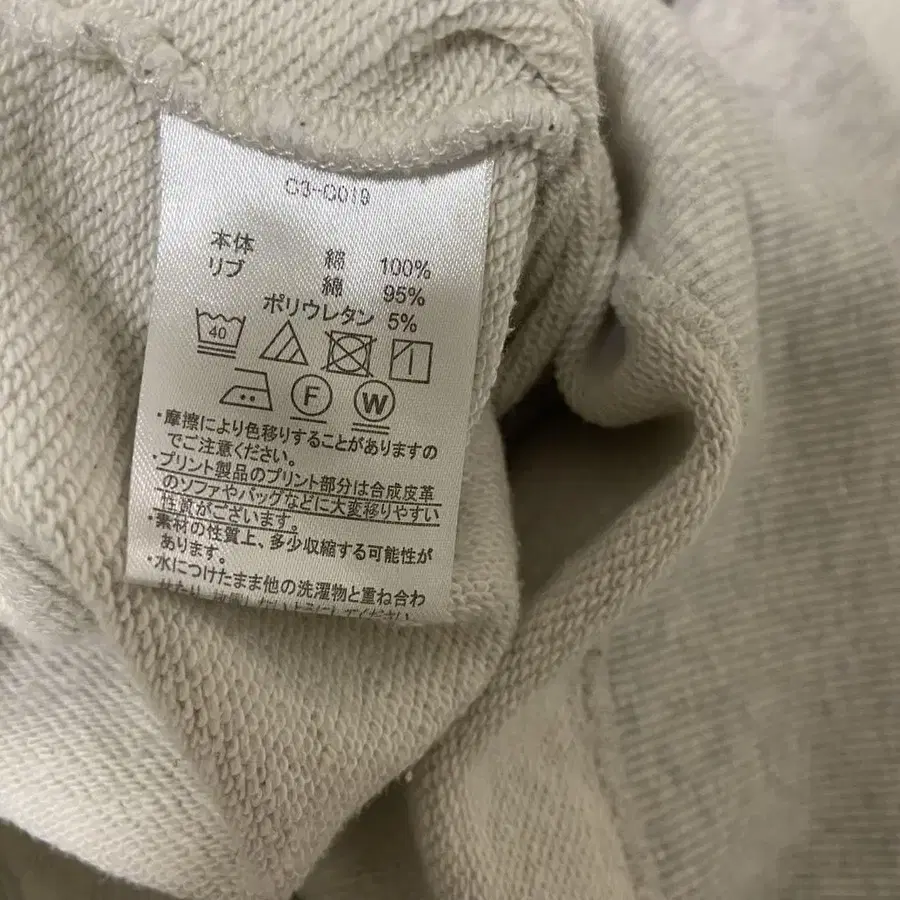 C3-C019
本体 綿 100%
リブ 綿 95%
ポリウレタン 5%
40
F W
・摩擦により色移りすることがありますの
でご注意ください。
・プリント製品のプリント部分は合成皮革
のソファやバッグなどに大変移りやすい
性質がございます。
・素材の性質上、多少収縮する可能性が
あります。
・水につけたまま他の洗濯物と重ね合わ